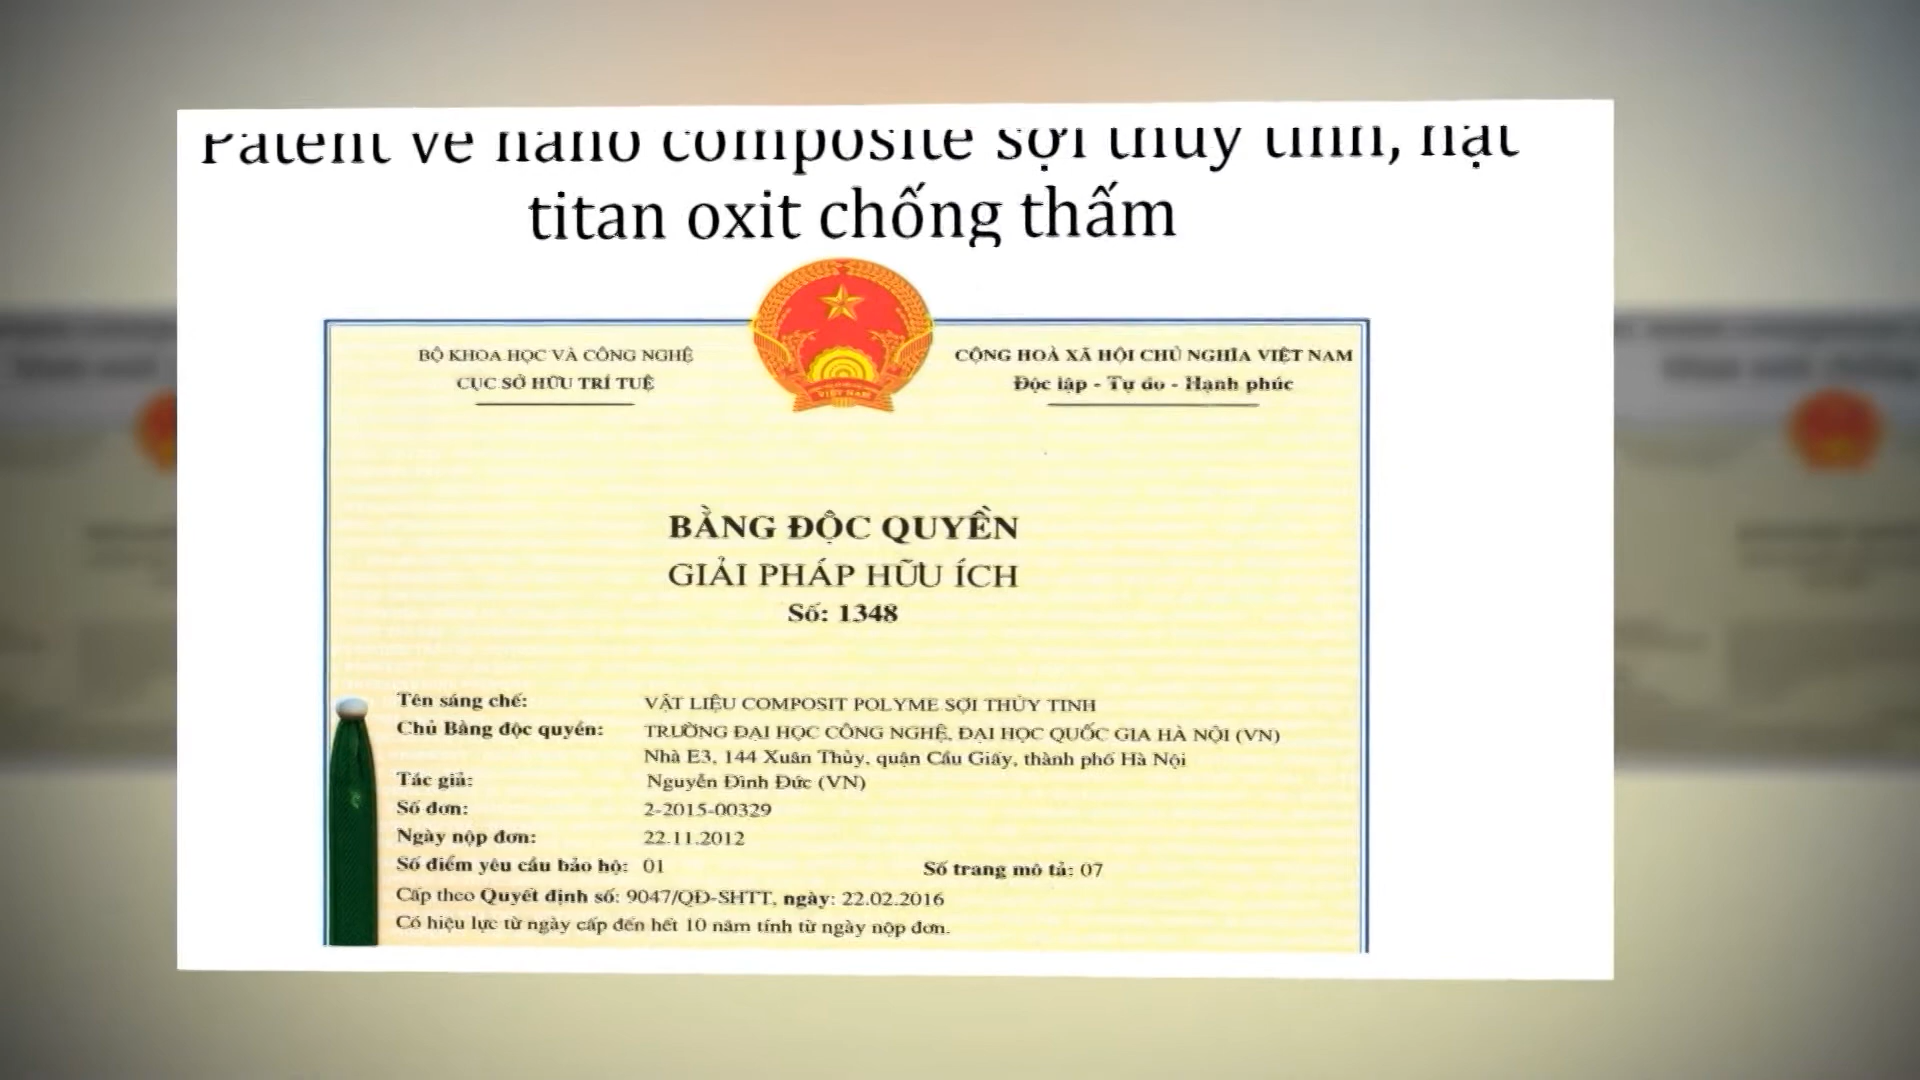 Patent về nano composite sợi thủy tinh, hạt
titan oxit chống thấm
VIỆT NAM
BỘ KHOA HỌC VÀ CÔNG NGHỆ
CỤC SỞ HỮU TRÍ TUỆ
CỘNG HOÀ XÃ HỘI CHỦ NGHĨA VIỆT NAM
Độc lập - Tự do - Hạnh phúc
BẰNG ĐỘC QUYỀN
GIẢI PHÁP HỮU ÍCH
Số: 1348
Tên sáng chế: VẬT LIỆU COMPOSIT POLYME SỢI THỦY TINH
Chủ Bằng độc quyền: TRƯỜNG ĐẠI HỌC CÔNG NGHỆ, ĐẠI HỌC QUỐC GIA HÀ NỘI (VN)
Nhà E3, 144 Xuân Thủy, quận Cầu Giấy, thành phố Hà Nội
Tác giả: Nguyễn Đình Đức (VN)
Số đơn: 2-2015-00329
Ngày nộp đơn: 22.11.2012
Số điểm yêu cầu bảo hộ: 01 Số trang mô tả: 07
Cấp theo Quyết định số: 9047/QĐ-SHTT, ngày: 22.02.2016
Có hiệu lực từ ngày cấp đến hết 10 năm tính từ ngày nộp đơn.